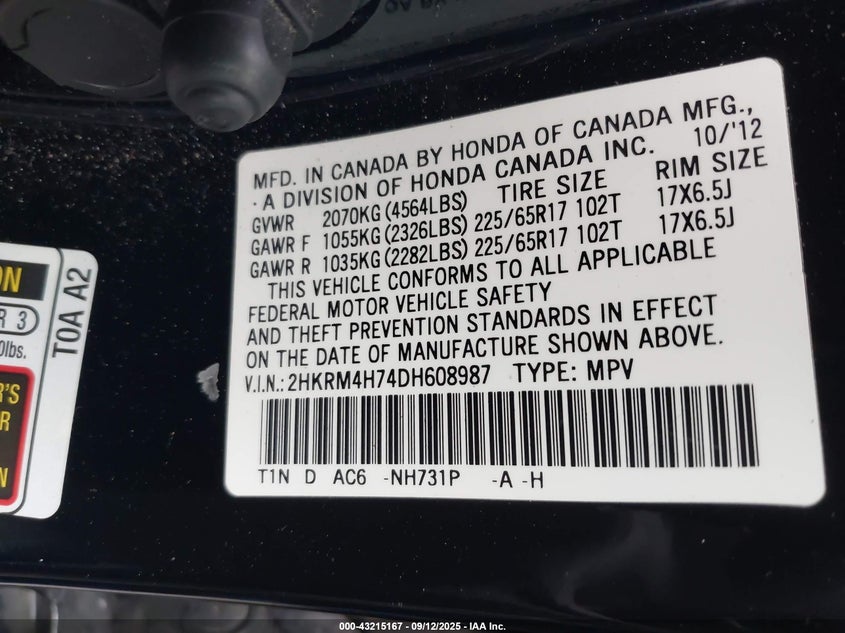 MFD. IN CANADA BY HONDA OF CANADA MFG.,
A DIVISION OF HONDA CANADA INC. 10/'12
GVWR 2070KG (4564LBS) TIRE SIZE RIM SIZE
GAWR F 1055KG (2326LBS) 225/65R17 102T 17X6.5J
GAWR R 1035KG (2282LBS) 225/65R17 102T 17X6.5J
THIS VEHICLE CONFORMS TO ALL APPLICABLE
FEDERAL MOTOR VEHICLE SAFETY
AND THEFT PREVENTION STANDARDS IN EFFECT
ON THE DATE OF MANUFACTURE SHOWN ABOVE.
V.I.N.: 2HKRM4H74DH608987 TYPE: MPV
T1N D AC6 -NH731P -A -H
ON
R 3
0lbs.
R'S
R
N
T0A A2
000-43215167 - 09/12/2025 - IAA Inc.